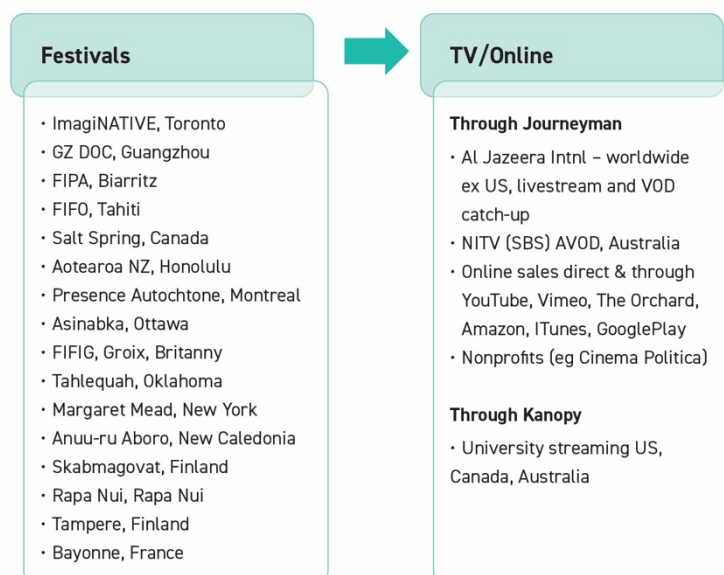 Festivals
· ImagiNATIVE, Toronto
· GZ DOC, Guangzhou
· FIPA, Biarritz
· FIFO, Tahiti
· Salt Spring, Canada
· Aotearoa NZ, Honolulu
· Presence Autochtone, Montreal
· Asinabka, Ottawa
· FIFIG, Groix, Britanny
· Tahlequah, Oklahoma
· Margaret Mead, New York
· Anuu-ru Aboro, New Caledonia
· Skabmagovat, Finland
· Rapa Nui, Rapa Nui
· Tampere, Finland
· Bayonne, France
TV/Online
Through Journeyman
· Al Jazeera Intnl – worldwide
ex US, livestream and VOD
catch-up
· NITV (SBS) AVOD, Australia
· Online sales direct & through
YouTube, Vimeo, The Orchard,
Amazon, ITunes, GooglePlay
· Nonprofits (eg Cinema Politica)
Through Kanopy
· University streaming US,
Canada, Australia